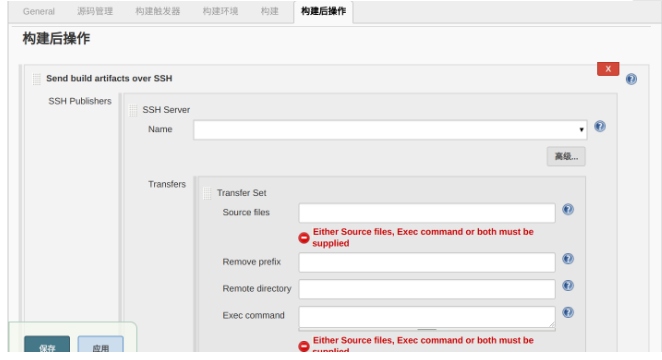 General 源码管理 构建触发器 构建环境 构建 构建后操作
构建后操作
Send build artifacts over SSH
X
SSH Publishers
SSH Server
Name
高级...
Transfers
Transfer Set
Source files
Either Source files, Exec command or both must be
supplied
Remove prefix
Remote directory
Exec command
Either Source files, Exec command or both must be
supplied
保存 应用